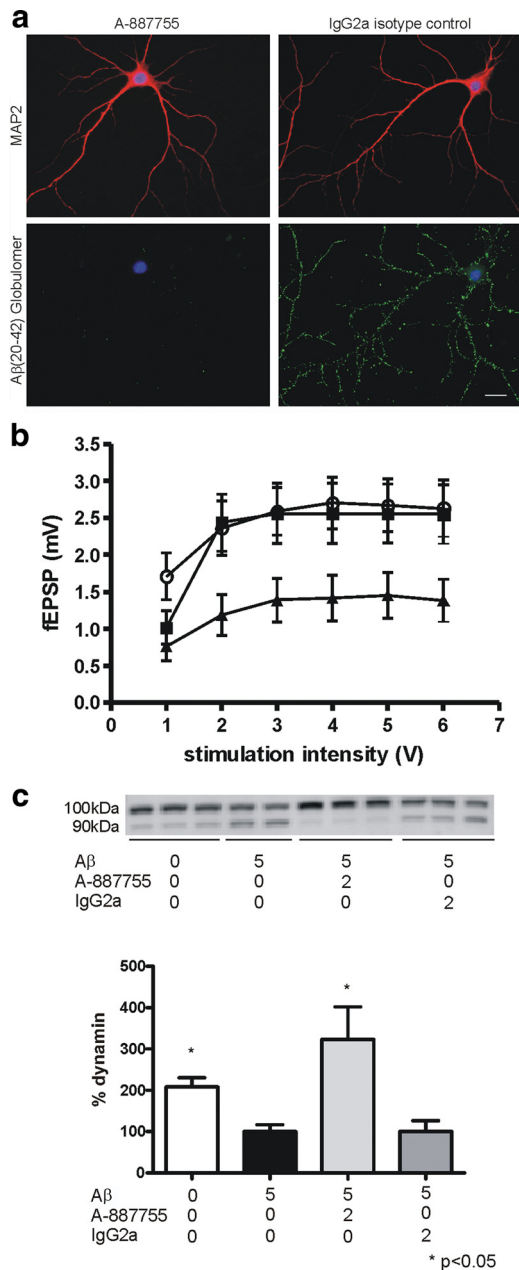 a
A-887755
IgG2a isotype control
MAP2
Aβ(20-42) Globulomer
b
fEPSP (mV)
3.5
3.0
2.5
2.0
1.5
1.0
0.5
0.0
0 1 2 3 4 5 6 7
stimulation intensity (V)
c
100kDa
90kDa
Aβ 0 5 5 5
A-887755 0 0 2 0
IgG2a 0 0 0 2
% dynamin
500
400
300
200
100
0
* *
Aβ 0 5 5 5
A-887755 0 0 2 0
IgG2a 0 0 0 2
* p<0.05